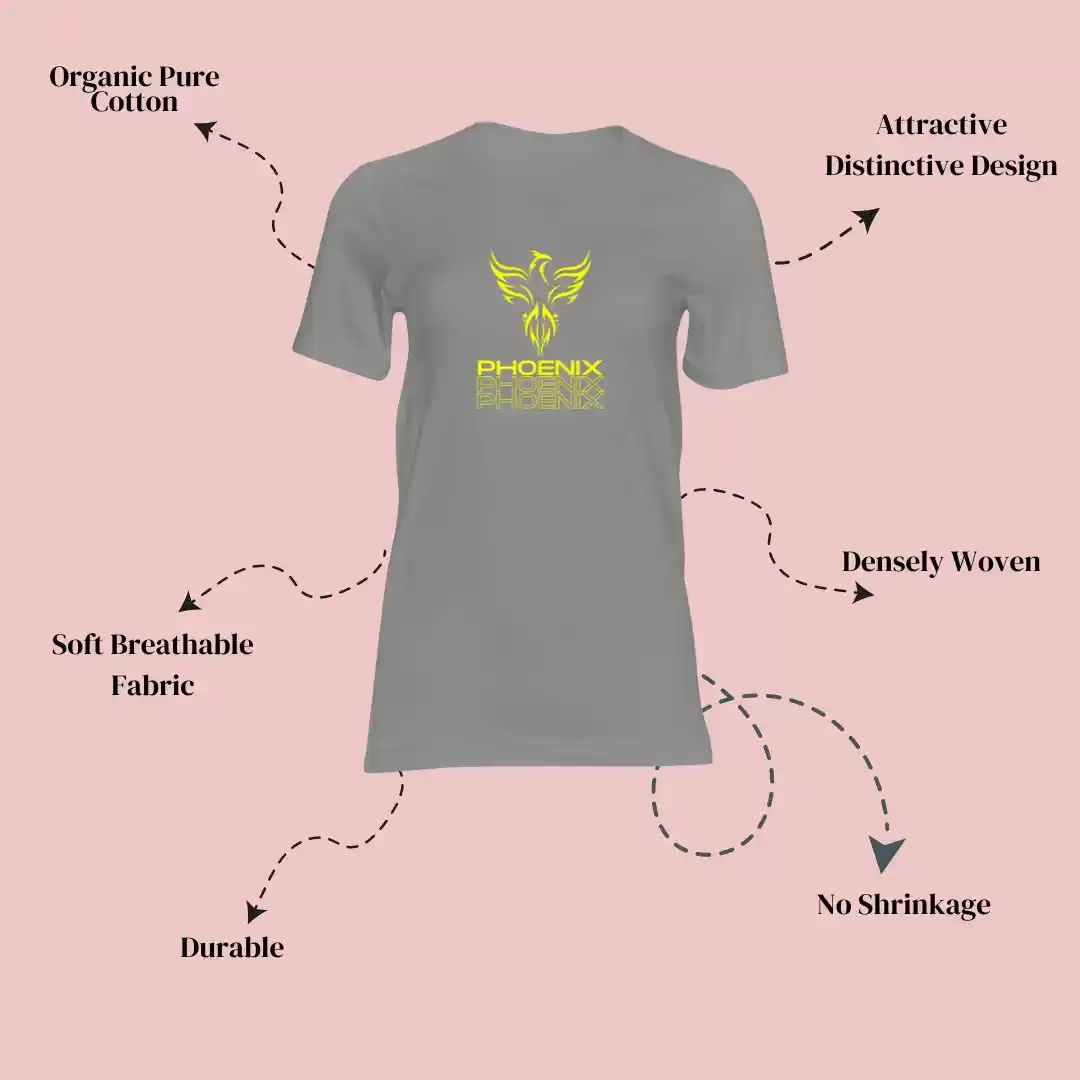 Organic Pure
Cotton
Attractive
Distinctive Design
PHOENIX
PHOENIX
PHOENIX
Densely Woven
Soft Breathable
Fabric
No Shrinkage
Durable